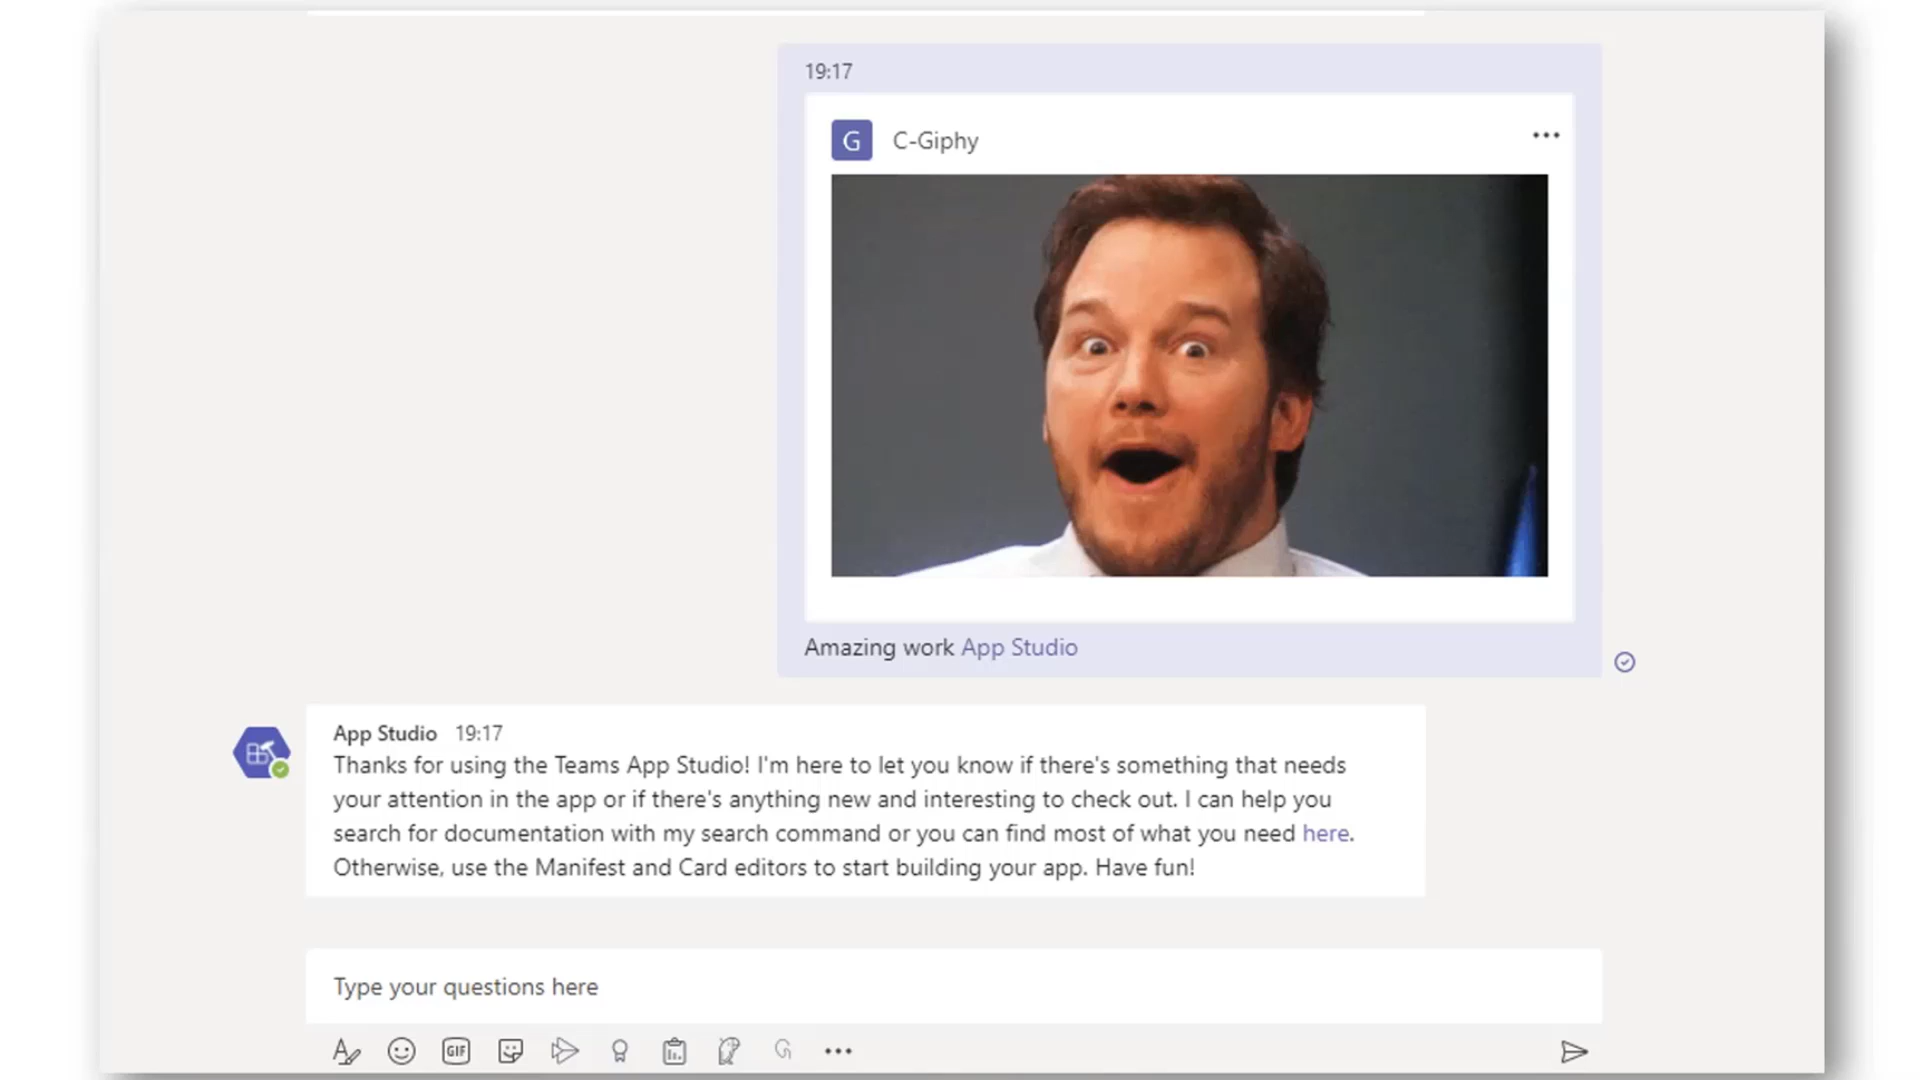 19:17
G C-Giphy
Amazing work App Studio
App Studio 19:17
Thanks for using the Teams App Studio! I'm here to let you know if there's something that needs
your attention in the app or if there's anything new and interesting to check out. I can help you
search for documentation with my search command or you can find most of what you need here.
Otherwise, use the Manifest and Card editors to start building your app. Have fun!
Type your questions here
GIF